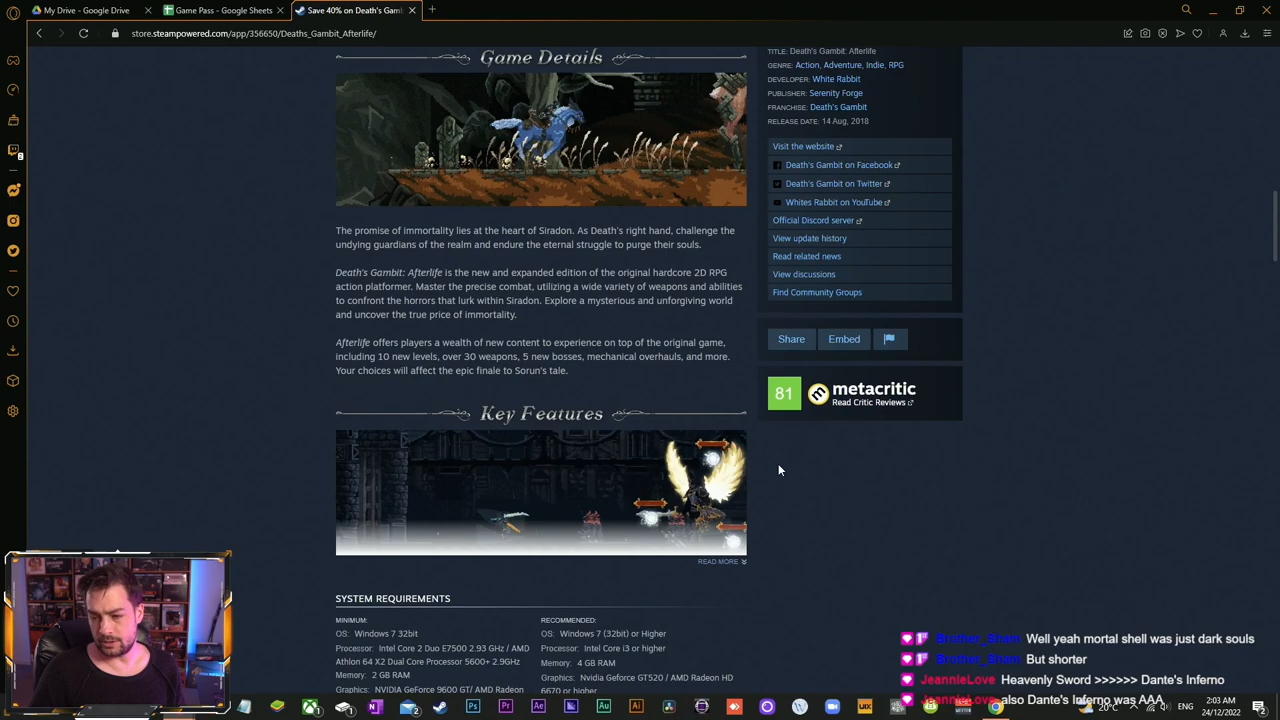 My Drive - Google Drive
Game Pass - Google Sheets
Save 40% on Death's Gamb
store.steampowered.com/app/356650/Deaths_Gambit_Afterlife/
Game Details
The promise of immortality lies at the heart of Siradon. As Death's right hand, challenge the
undying guardians of the realm and endure the eternal struggle to purge their souls.
Death's Gambit: Afterlife is the new and expanded edition of the original hardcore 2D RPG
action platformer. Master the precise combat, utilizing a wide variety of weapons and abilities
to confront the horrors that lurk within Siradon. Explore a mysterious and unforgiving world
and uncover the true price of immortality.
Afterlife offers players a wealth of new content to experience on top of the original game,
including 10 new levels, over 30 weapons, 5 new bosses, mechanical overhauls, and more.
Your choices will affect the epic finale to Sorun's tale.
Key Features
READ MORE
SYSTEM REQUIREMENTS
MINIMUM:
OS: Windows 7 32bit
Processor: Intel Core 2 Duo E7500 2.93 GHz / AMD
Athlon 64 X2 Dual Core Processor 5600+ 2.9GHz
Memory: 2 GB RAM
Graphics: NVIDIA GeForce 9600 GT/ AMD Radeon
RECOMMENDED:
OS: Windows 7 (32bit) or Higher
Processor: Intel Core i3 or higher
Memory: 4 GB RAM
Graphics: Nvidia Geforce GT520 / AMD Radeon HD
6670 or higher
TITLE: Death's Gambit: Afterlife
GENRE: Action, Adventure, Indie, RPG
DEVELOPER: White Rabbit
PUBLISHER: Serenity Forge
FRANCHISE: Death's Gambit
RELEASE DATE: 14 Aug, 2018
Visit the website
Death's Gambit on Facebook
Death's Gambit on Twitter
Whites Rabbit on YouTube
Official Discord server
View update history
Read related news
View discussions
Find Community Groups
Share
Embed
81
metacritic
Read Critic Reviews
Brother_Sham Well yeah mortal shell was just dark souls
Brother_Sham But shorter
JeannieLove Heavenly Sword >>>>>> Dante's Inferno
JeannieLove also Dante's Inferno was AAA
2:03 AM
24/12/2022